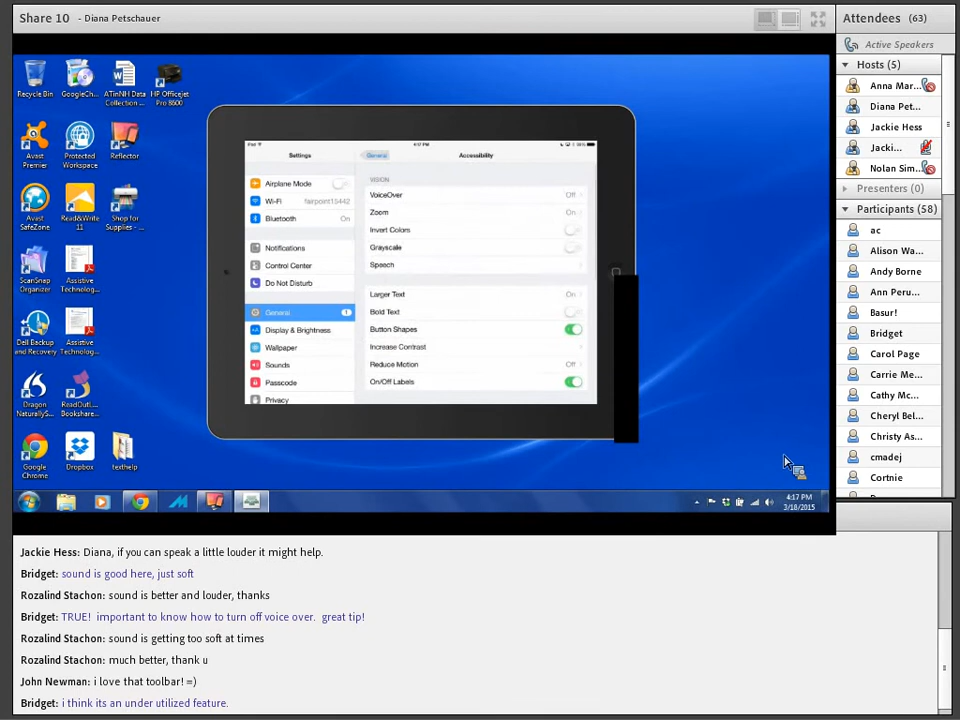 Share 10 - Diana Petschauer
Attendees (63)
Active Speakers
Hosts (5)
Anna Mar...
Diana Pet...
Jackie Hess
Jacki...
Nolan Sim...
Presenters (0)
Participants (58)
ac
Alison Wa...
Andy Borne
Ann Peru...
Basur!
Bridget
Carol Page
Carrie Me...
Cathy Mc...
Cheryl Bel...
Christy As...
cmadej
Cortnie
Recycle Bin
GoogleCh...
ATinNH Data Collection ...
HP Officejet Pro 8600
Avast Premier
Protected Workspace
Reflector
Avast SafeZone
Read&Write 11
Shop for Supplies - ...
ScanSnap Organizer
Assistive Technolog...
Dell Backup and Recovery
Assistive Technolog...
Dragon NaturallyS...
ReadOutL... Bookshare...
Google Chrome
Dropbox
texthelp
iPad
4:17 PM
Settings
General
Accessibility
Airplane Mode
Wi-Fi fairpoint15442
Bluetooth On
Notifications
Control Center
Do Not Disturb
General 1
Display & Brightness
Wallpaper
Sounds
Passcode
Privacy
VISION
VoiceOver Off
Zoom On
Invert Colors
Grayscale
Speech
Larger Text On
Bold Text
Button Shapes
Increase Contrast
Reduce Motion Off
On/Off Labels
4:17 PM
3/18/2015
Jackie Hess: Diana, if you can speak a little louder it might help.
Bridget: sound is good here, just soft
Rozalind Stachon: sound is better and louder, thanks
Bridget: TRUE! important to know how to turn off voice over. great tip!
Rozalind Stachon: sound is getting too soft at times
Rozalind Stachon: much better, thank u
John Newman: i love that toolbar! =)
Bridget: i think its an under utilized feature.